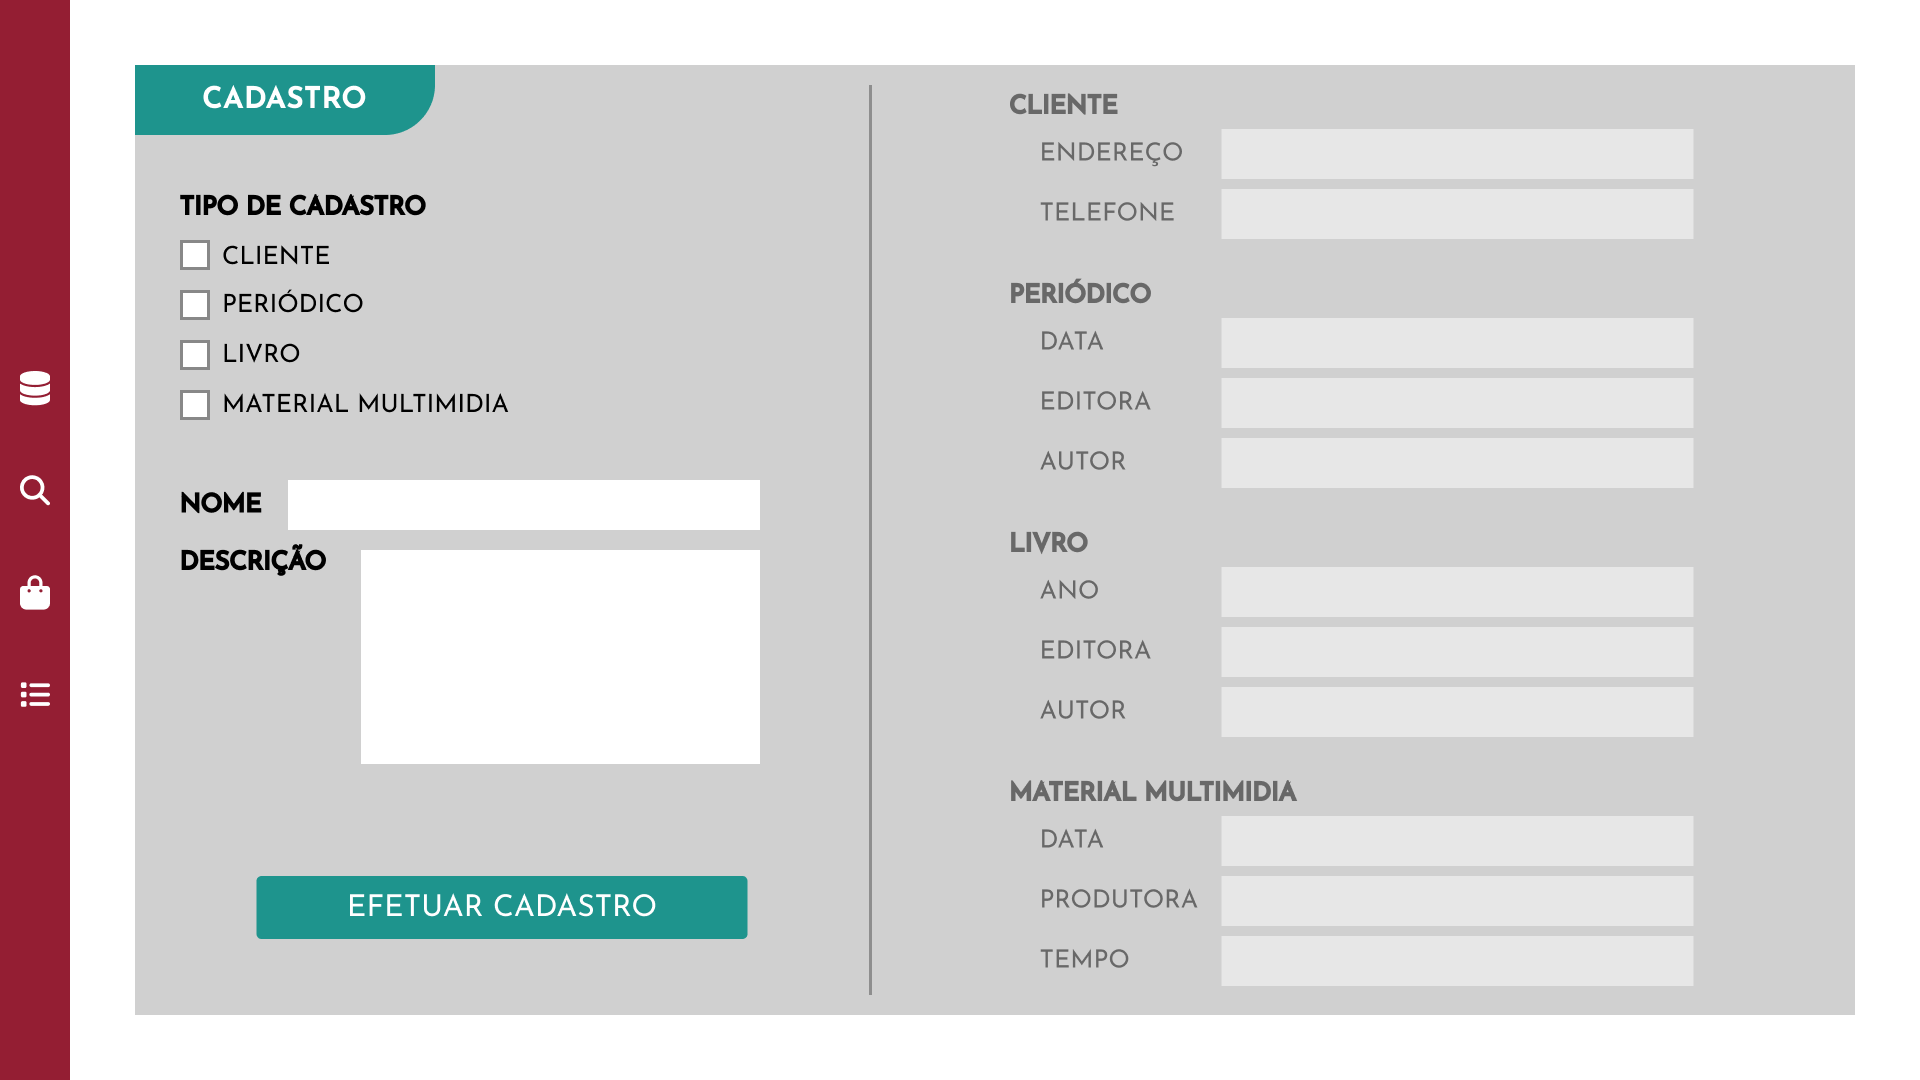 CADASTRO
TIPO DE CADASTRO
CLIENTE
PERIÓDICO
LIVRO
MATERIAL MULTIMIDIA
NOME
DESCRIÇÃO
EFETUAR CADASTRO
CLIENTE
ENDEREÇO
TELEFONE
PERIÓDICO
DATA
EDITORA
AUTOR
LIVRO
ANO
EDITORA
AUTOR
MATERIAL MULTIMIDIA
DATA
PRODUTORA
TEMPO